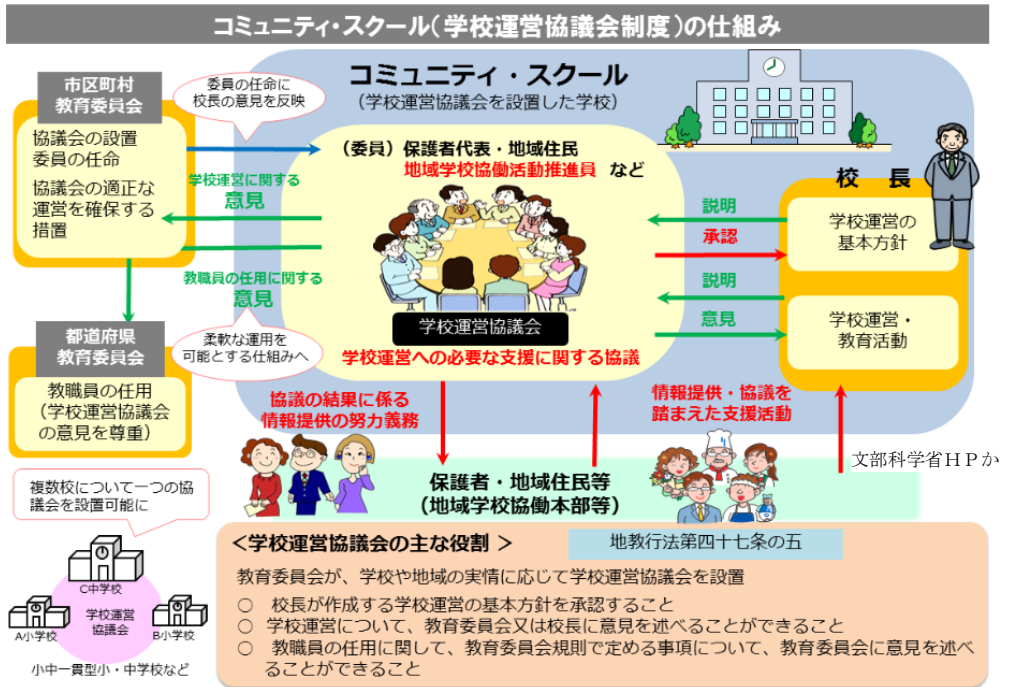 コミュニティ・スクール(学校運営協議会制度)の仕組み
市区町村
教育委員会
協議会の設置
委員の任命
協議会の適正な
運営を確保する
措置
委員の任命に
校長の意見を反映
コミュニティ・スクール
(学校運営協議会を設置した学校)
(委員)保護者代表・地域住民
地域学校協働活動推進員 など
学校運営に関する
意見
教職員の任用に関する
意見
柔軟な運用を
可能とする仕組みへ
学校運営協議会
学校運営への必要な支援に関する協議
校 長
説明
承認
学校運営の
基本方針
説明
意見
学校運営・
教育活動
都道府県
教育委員会
教職員の任用
(学校運営協議会
の意見を尊重)
協議の結果に係る
情報提供の努力義務
情報提供・協議を
踏まえた支援活動
保護者・地域住民等
(地域学校協働本部等)
文部科学省HPか
複数校について一つの協
議会を設置可能に
C中学校
学校運営
協議会
A小学校
B小学校
小中一貫型小・中学校など
<学校運営協議会の主な役割 >
地教行法第四十七条の五
教育委員会が、学校や地域の実情に応じて学校運営協議会を設置
○ 校長が作成する学校運営の基本方針を承認すること
○ 学校運営について、教育委員会又は校長に意見を述べることができること
○ 教職員の任用に関して、教育委員会規則で定める事項について、教育委員会に意見を述べ
ることができること